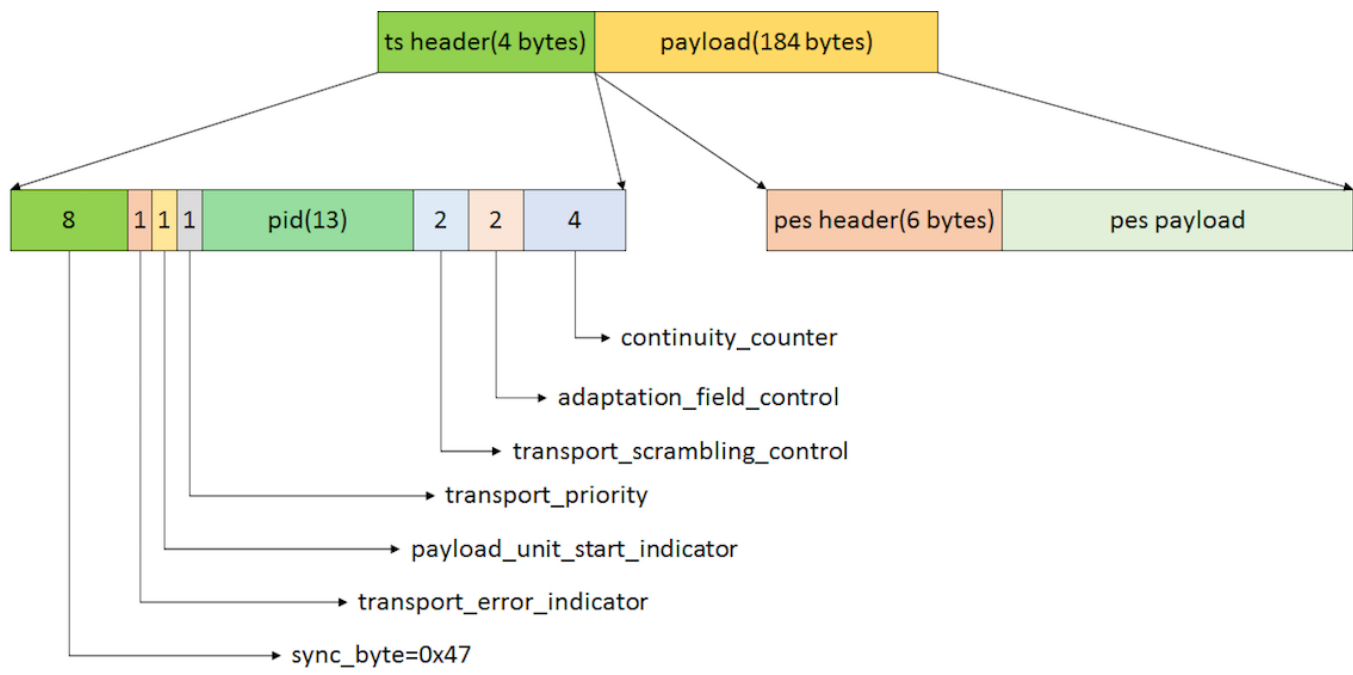 ts header(4 bytes)
payload(184 bytes)
8
1
1
1
pid(13)
2
2
4
pes header(6 bytes)
pes payload
continuity_counter
adaptation_field_control
transport_scrambling_control
transport_priority
payload_unit_start_indicator
transport_error_indicator
sync_byte=0x47